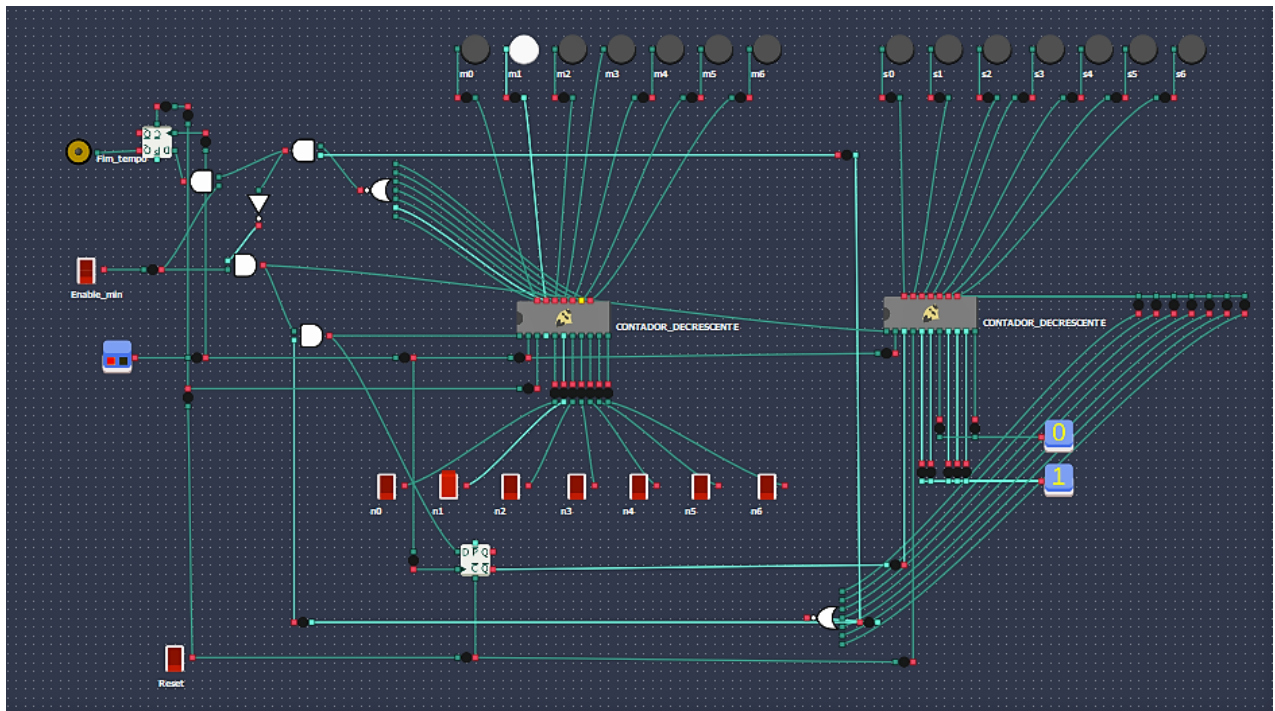 m0 m1 m2 m3 m4 m5 m6 s0 s1 s2 s3 s4 s5 s6
Q P
Q P
Fim_tempo
Enable_min
CONTADOR_DECRESCENTE CONTADOR_DECRESCENTE
0
1
n0 n1 n2 n3 n4 n5 n6
D P Q
C Q
Reset